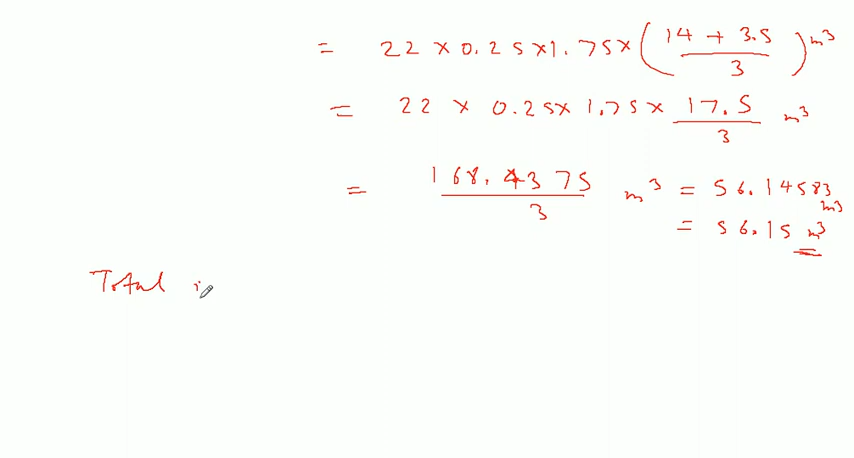 = 22 × 0.25 × 1.75 × (14 + 3.5 / 3) m³
= 22 × 0.25 × 1.75 × 17.5 / 3 m³
= 168.4375 / 3 m³ = 56.14583 m³
= 56.15 m³
Total i